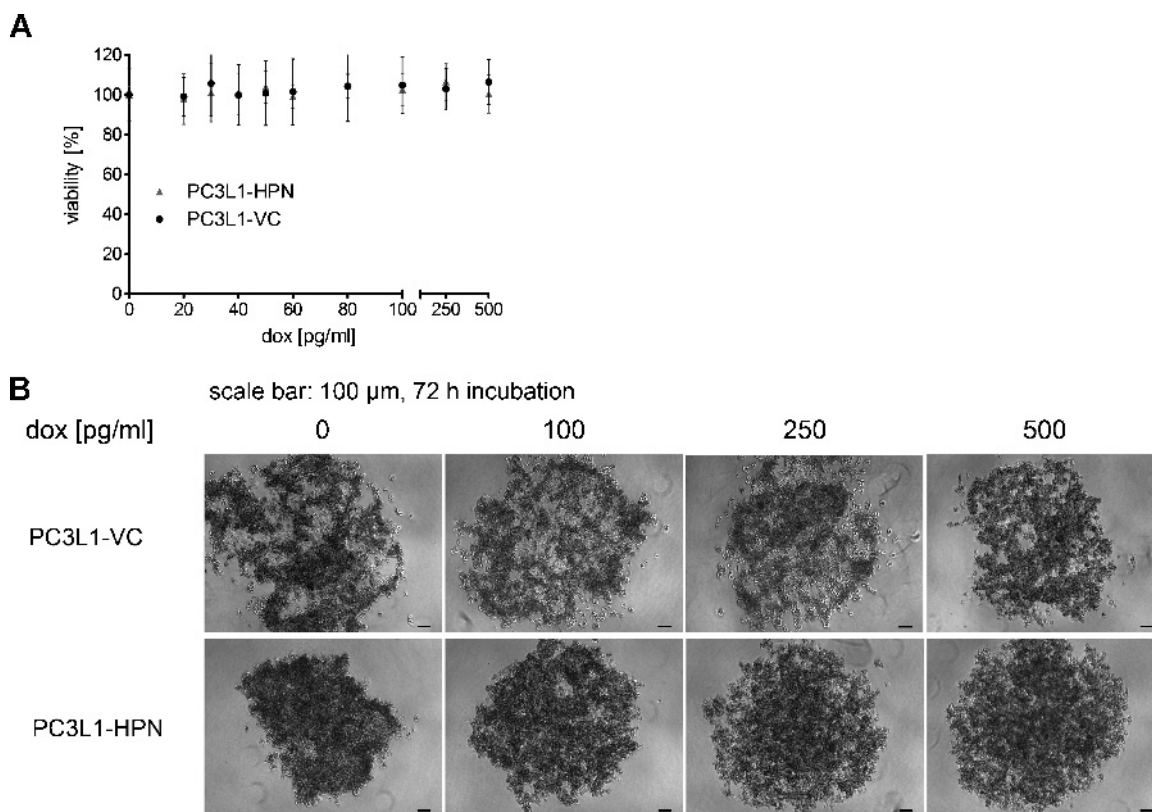 A
120
100
80
60
40
20
0
viability [%]
PC3L1-HPN
PC3L1-VC
0 20 40 60 80 100 250 500
dox [pg/ml]
B
scale bar: 100 µm, 72 h incubation
dox [pg/ml] 0 100 250 500
PC3L1-VC
PC3L1-HPN